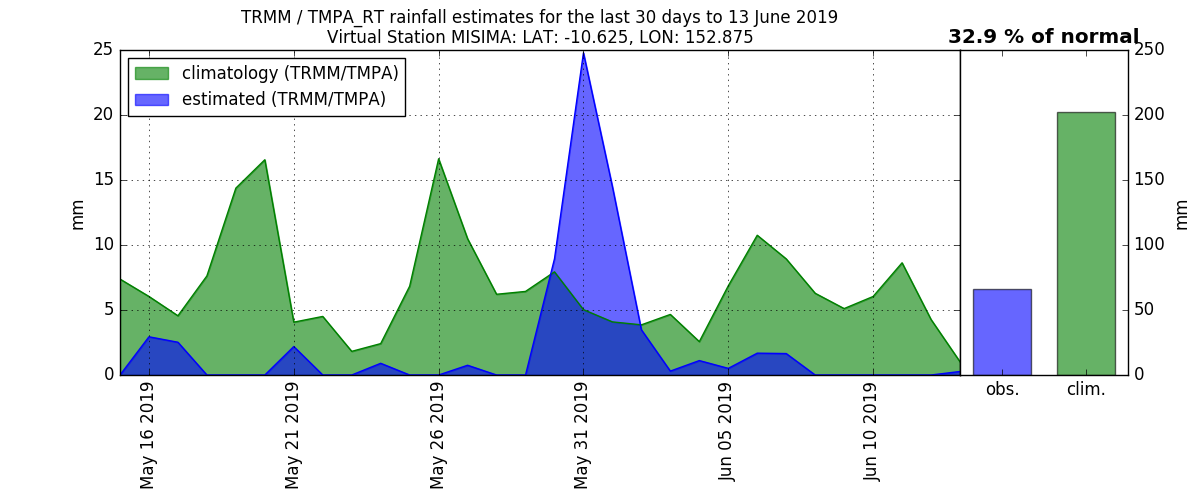 TRMM / TMPA_RT rainfall estimates for the last 30 days to 13 June 2019
Virtual Station MISIMA: LAT: -10.625, LON: 152.875
32.9 % of normal
climatology (TRMM/TMPA)
estimated (TRMM/TMPA)
25
20
15
10
5
0
mm
May 16 2019
May 21 2019
May 26 2019
May 31 2019
Jun 05 2019
Jun 10 2019
250
200
150
100
50
0
mm
obs.
clim.